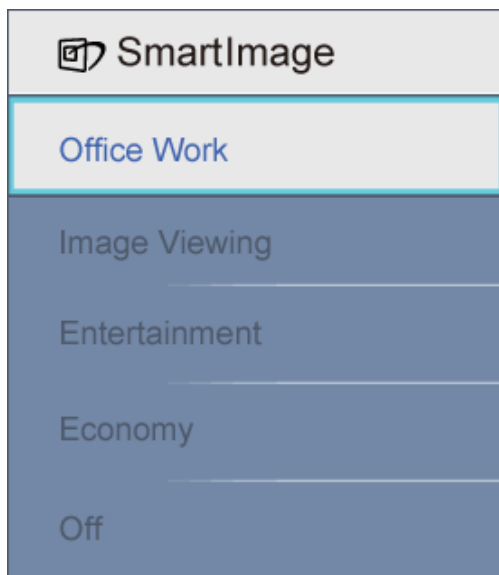 SmartImage
Office Work
Image Viewing
Entertainment
Economy
Off